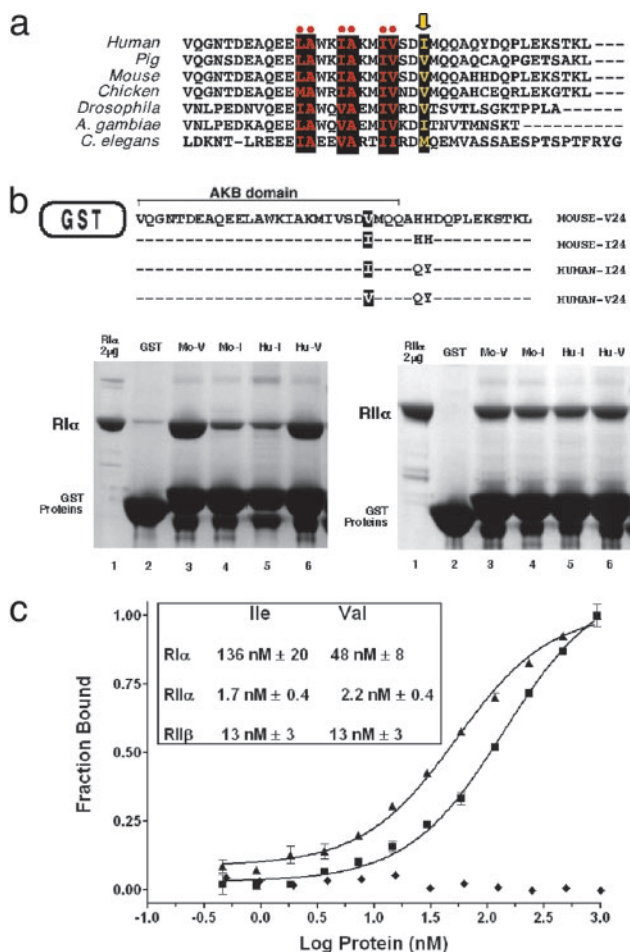 a
Human VQGNTDEAQEELAWKIAKMIVSDIMQQAQYDQPLEKSTKL----
Pig VQGNSDEAQEELAWKIAKMIVSDVMQQAQCAQPGETSAKL----
Mouse VQGNTDEAQEELAWKIAKMIVSDVMQQAHHDQPLEKSTKL----
Chicken VQGNTDEAQEEMAWRIAKMIVSDVMQQAHCEQRLEKGTKL----
Drosophila VNLPEDNVQEEIAWQVAKMIVRDVTSVTLSGKTPPLA-------
A. gambiae VNLPEDKAQEELAWQVAKMIVRDITNVTMNSKT-----------
C. elegans LDKNT-LREEEIAEEVARTIIRDMQEMVASSAESPTSPTFRYG
b
AKB domain
GST VQGNTDEAQEELAWKIAKMIVSDVMQQAHHDQPLEKSTKL MOUSE-V24
-----------------------I----HH---------- MOUSE-I24
-----------------------I----QY---------- HUMAN-I24
-----------------------V----QY---------- HUMAN-V24
RIα 2µg GST Mo-V Mo-I Hu-I Hu-V
RIα
GST Proteins
1 2 3 4 5 6
RIIα 2µg GST Mo-V Mo-I Hu-I Hu-V
RIIα
GST Proteins
1 2 3 4 5 6
c
Ile Val
RIα 136 nM ± 20 48 nM ± 8
RIIα 1.7 nM ± 0.4 2.2 nM ± 0.4
RIIβ 13 nM ± 3 13 nM ± 3
Fraction Bound
1.00
0.75
0.50
0.25
0.00
-1.0 -0.5 0.0 0.5 1.0 1.5 2.0 2.5 3.0
Log Protein (nM)